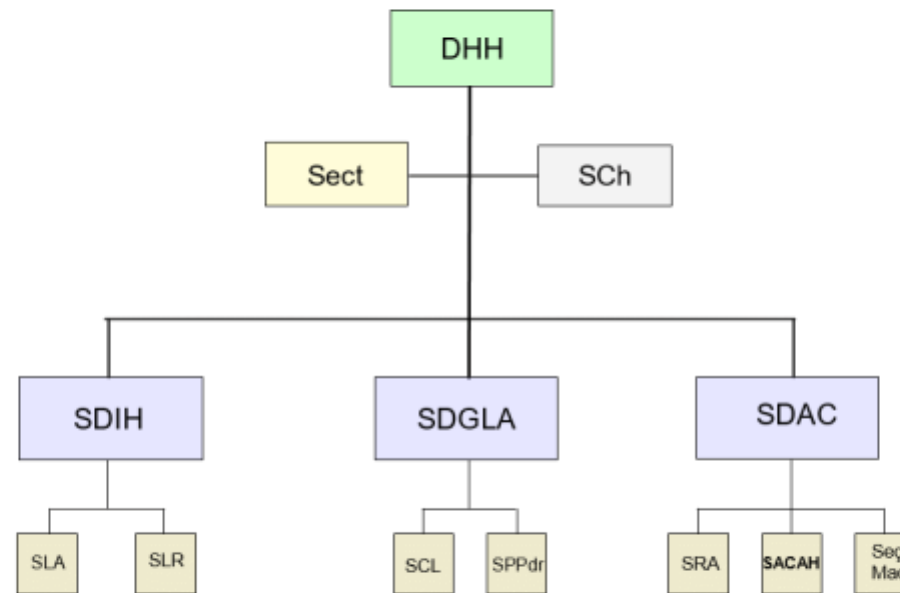 DHH
Sect
SCh
SDIH
SDGLA
SDAC
SLA
SLR
SCL
SPPdr
SRA
SACAH